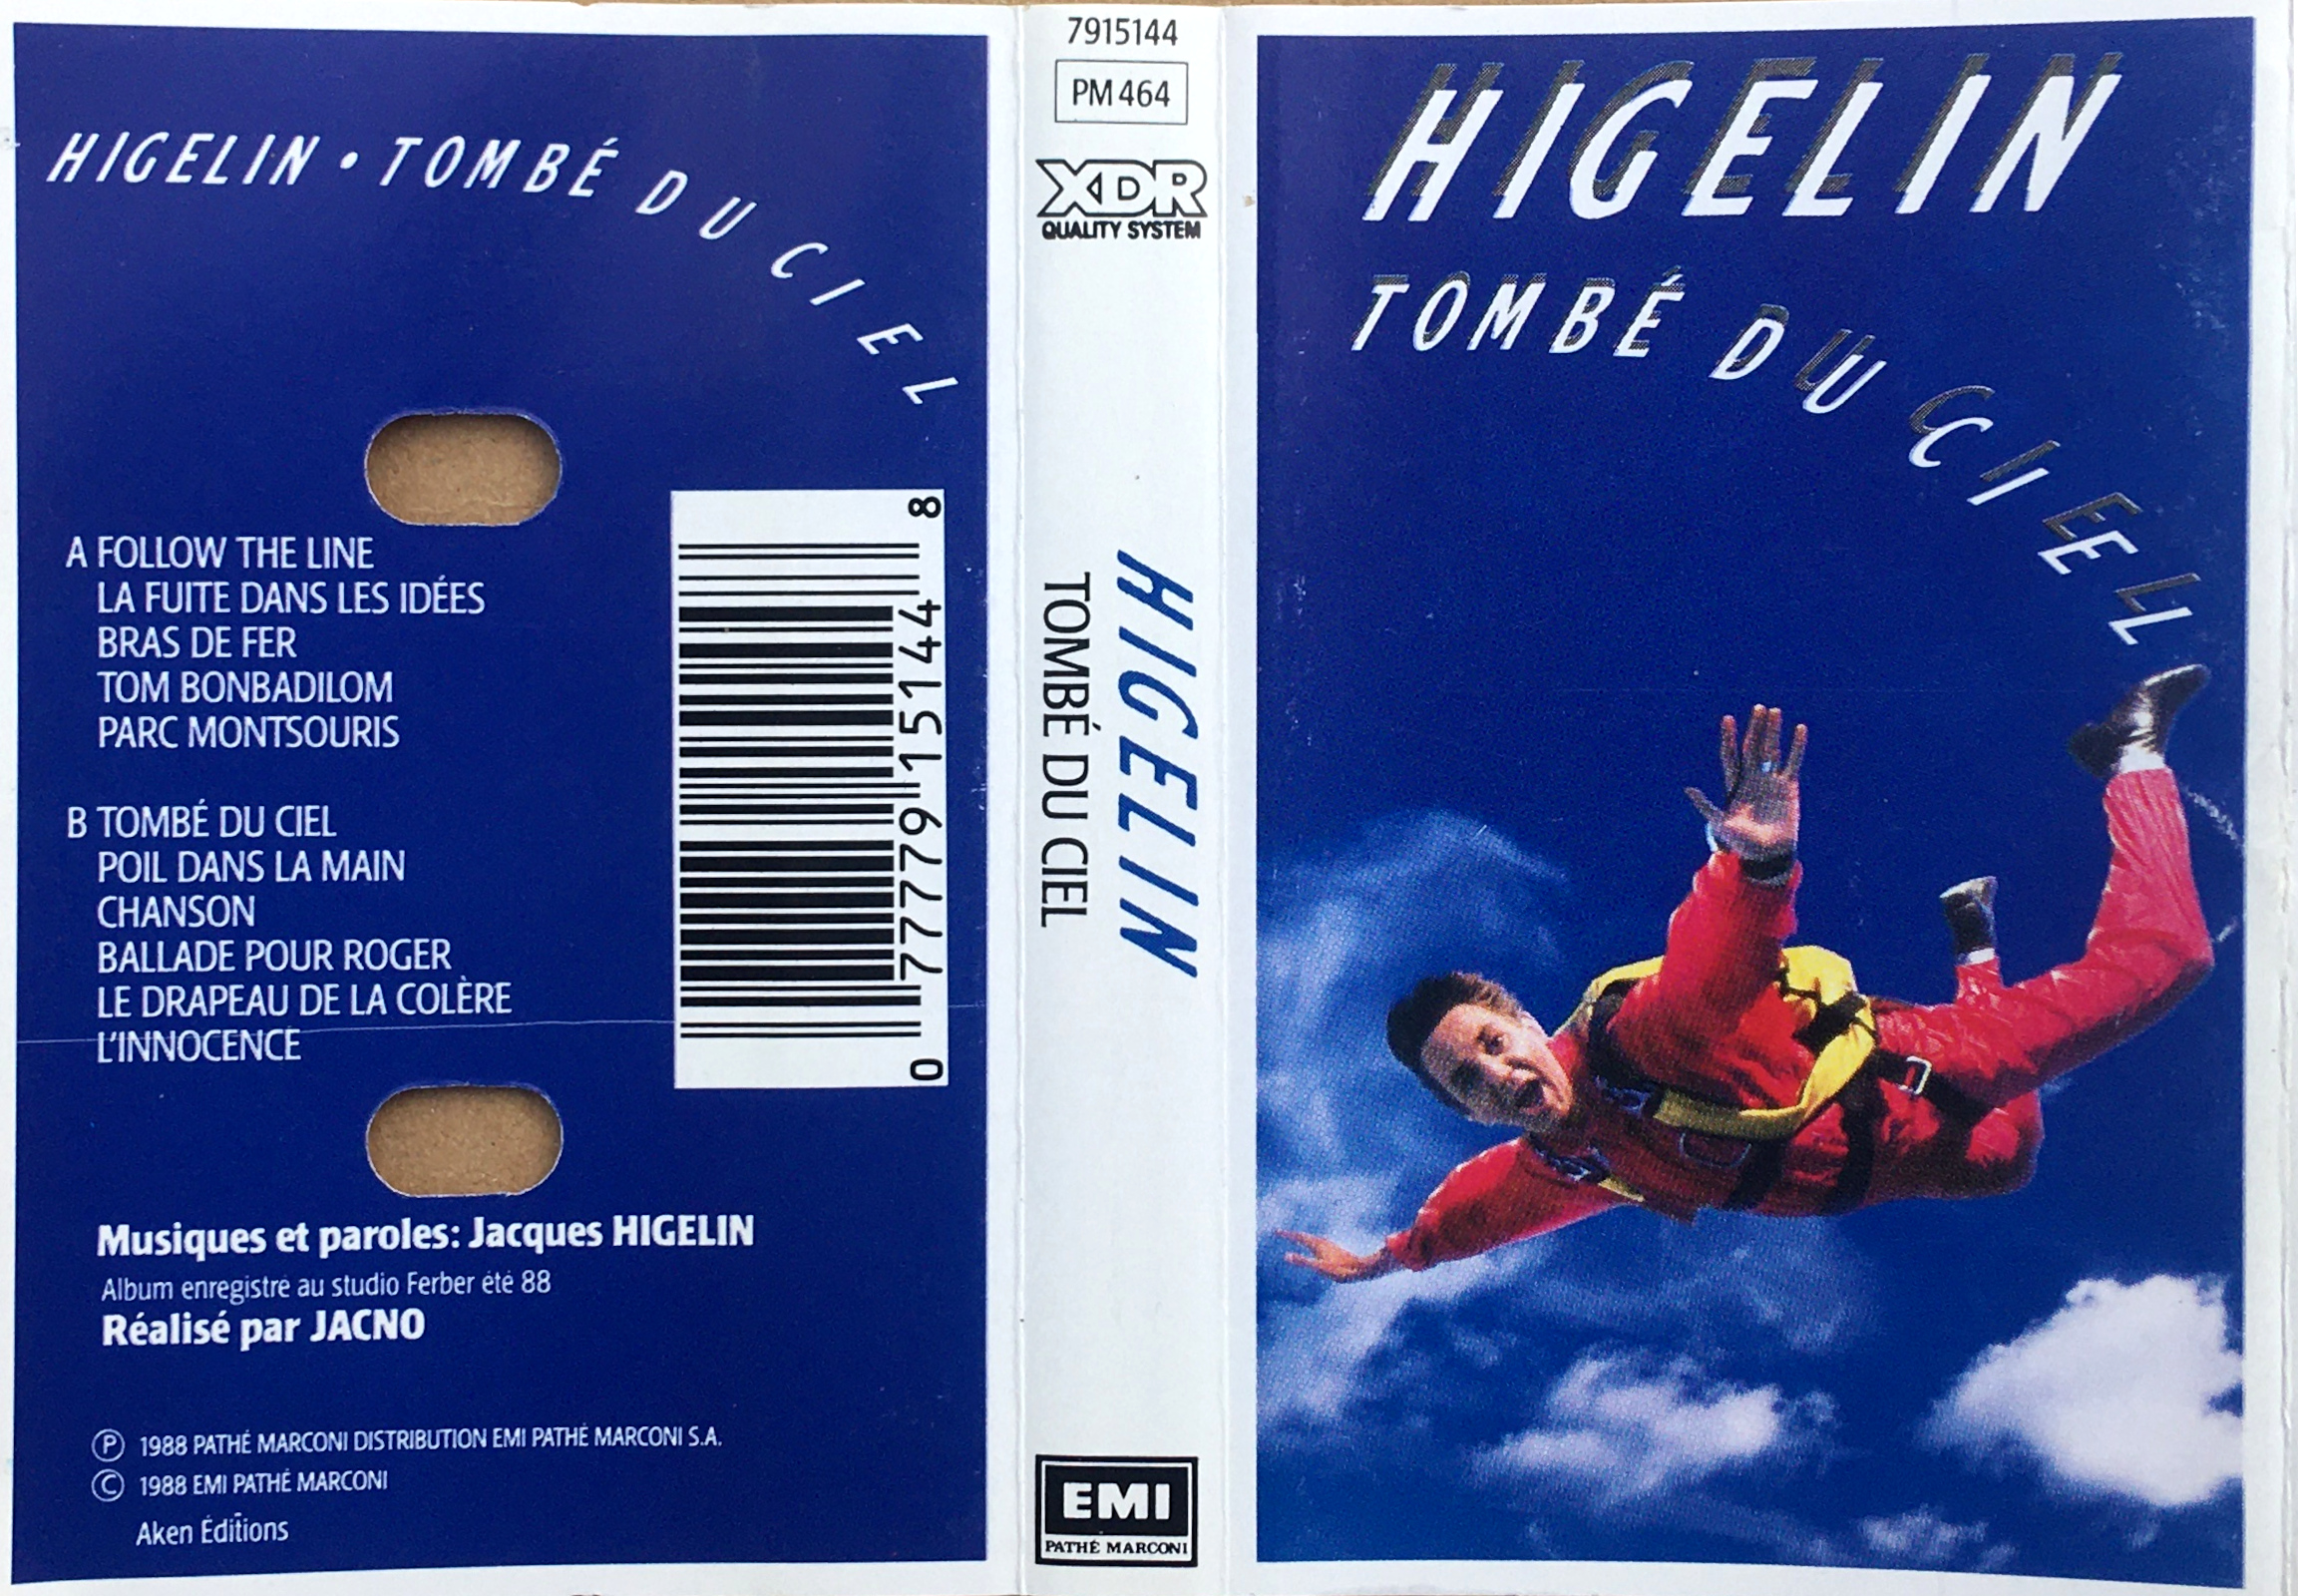 HIGELIN • TOMBÉ DU CIEL
A FOLLOW THE LINE
LA FUITE DANS LES IDÉES
BRAS DE FER
TOM BONBADILOM
PARC MONTSOURIS
B TOMBÉ DU CIEL
POIL DANS LA MAIN
CHANSON
BALLADE POUR ROGER
LE DRAPEAU DE LA COLÈRE
L'INNOCENCE
0 77779 15144 8
Musiques et paroles: Jacques HIGELIN
Album enregistré au studio Ferber été 88
Réalisé par JACNO
Ⓟ 1988 PATHÉ MARCONI DISTRIBUTION EMI PATHÉ MARCONI S.A.
© 1988 EMI PATHÉ MARCONI
Aken Éditions
7915144
PM 464
XDR
QUALITY SYSTEM
HIGELIN
TOMBÉ DU CIEL
EMI
PATHÉ MARCONI
HIGELIN
TOMBÉ DU CIEL